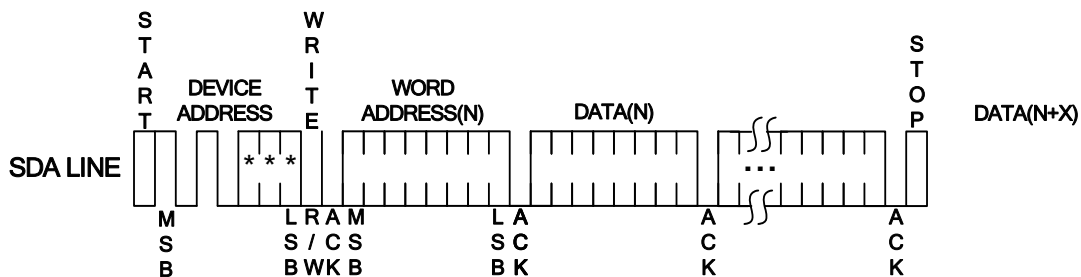 START
WRITE
STOP
DEVICE
ADDRESS
WORD
ADDRESS(N)
DATA(N)
DATA(N+X)
SDA LINE
* * *
...
MSB
LSB
R/W
ACK
MSB
LSB
ACK
ACK
ACK